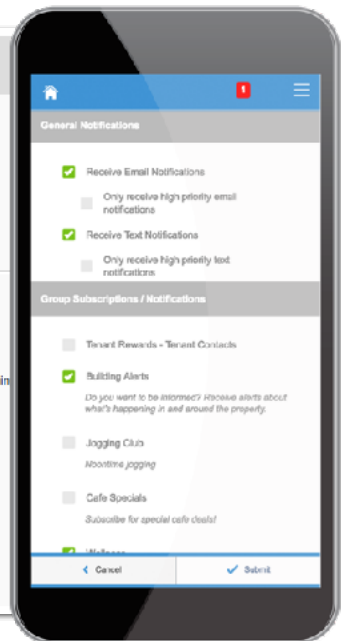 1
General Notifications
Receive Email Notifications
Only receive high priority email
notifications
Receive Text Notifications
Only receive high priority text
notifications
Group Subscriptions / Notifications
Tenant Rewards - Tenant Contacts
Building Alerts
Do you want to be informed? Receive alerts about
what's happening in and around the property.
Jogging Club
Noontime jogging
Cafe Specials
Subscribe for special cafe deals!
Wellness
Cancel
Submit